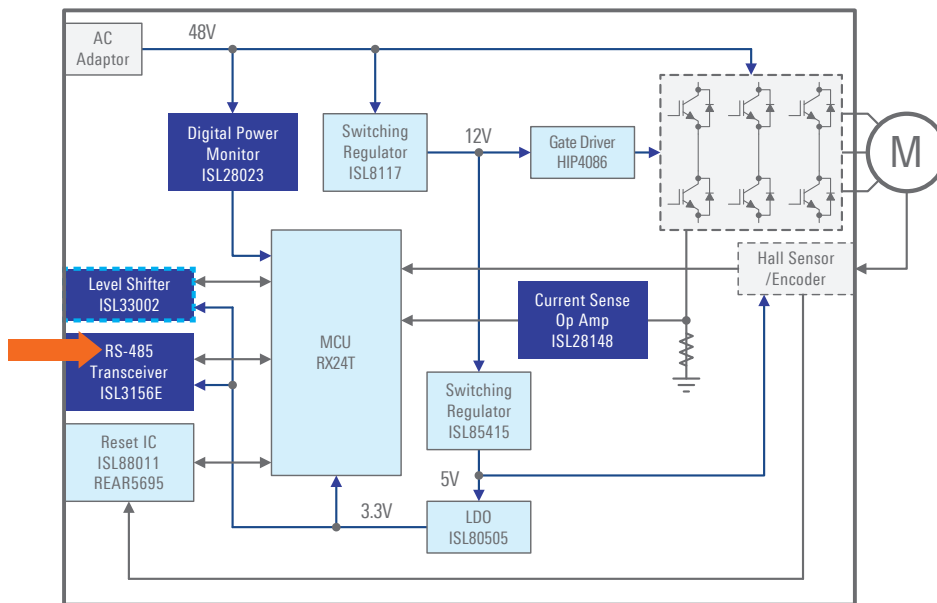 AC
Adaptor
48V
Digital Power
Monitor
ISL28023
Switching
Regulator
ISL8117
12V
Gate Driver
HIP4086
M
Level Shifter
ISL33002
RS-485
Transceiver
ISL3156E
Reset IC
ISL88011
REAR5695
MCU
RX24T
Current Sense
Op Amp
ISL28148
Hall Sensor
/Encoder
Switching
Regulator
ISL85415
5V
3.3V
LDO
ISL80505